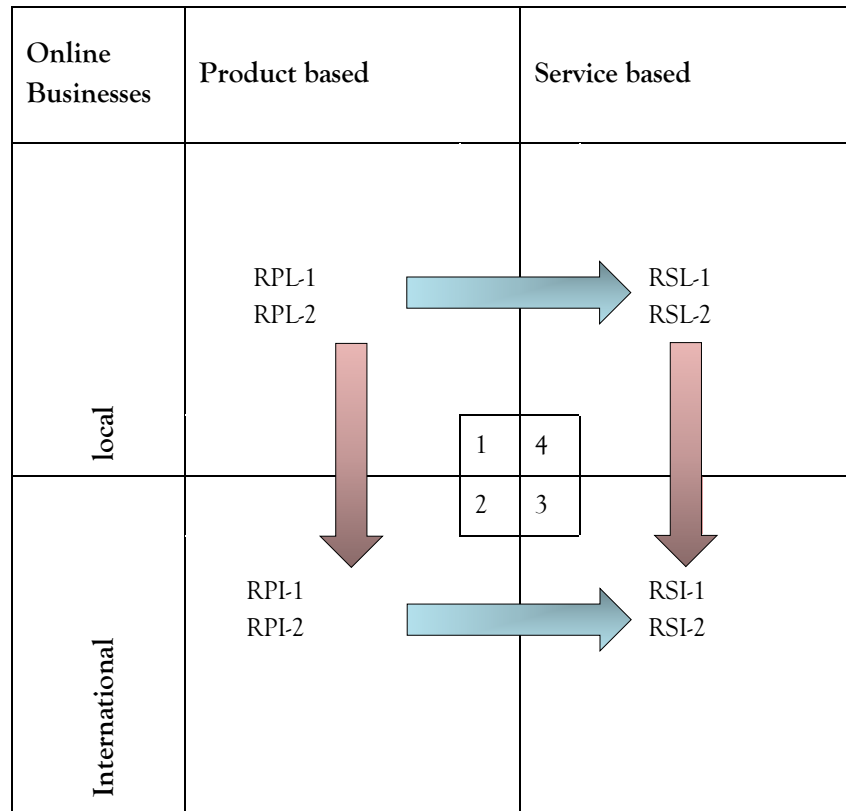 Online
Businesses
Product based
Service based
RPL-1
RPL-2
RSL-1
RSL-2
local
1
4
2
3
RPI-1
RPI-2
RSI-1
RSI-2
International